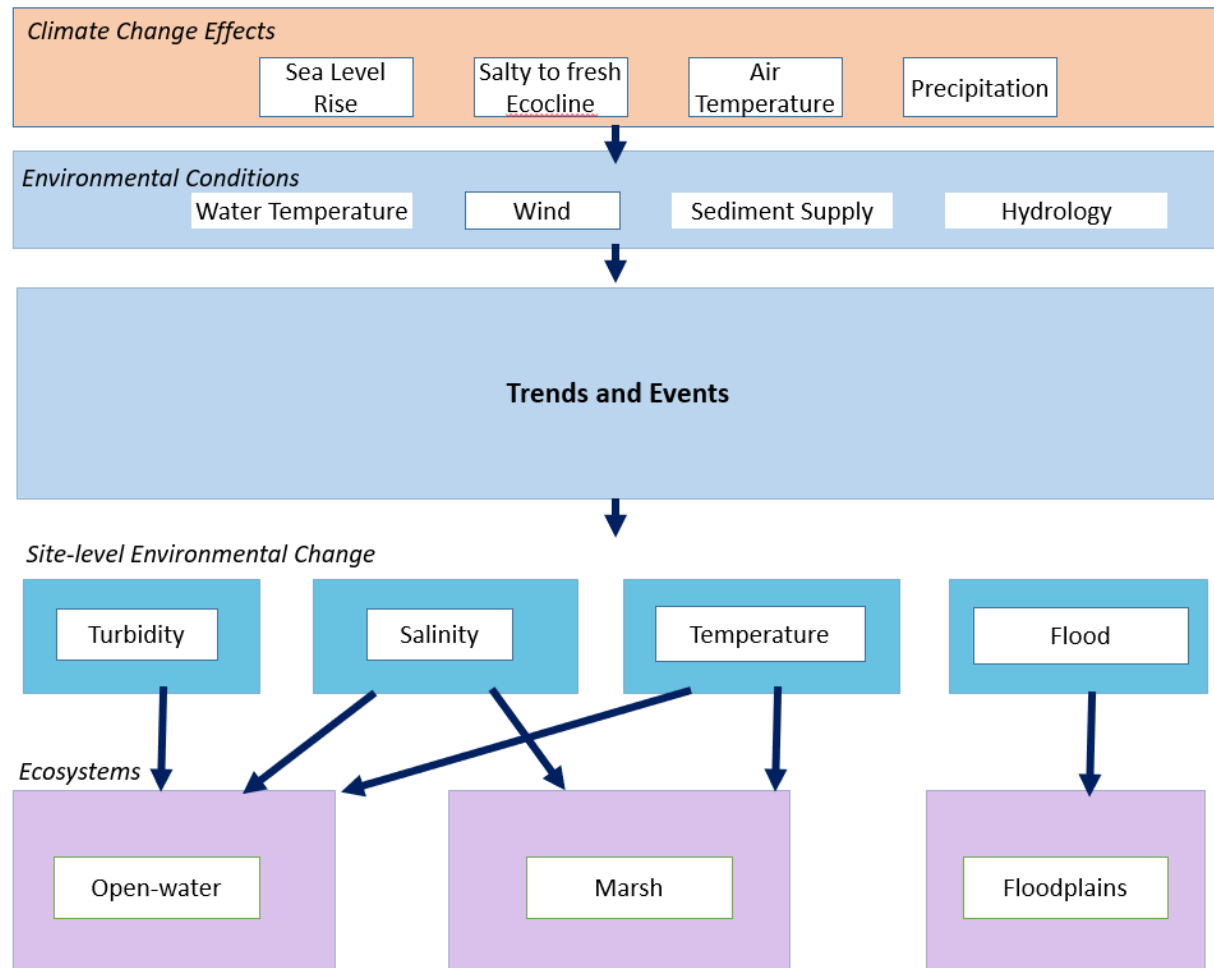 Climate Change Effects
Sea Level
Rise
Salty to fresh
Ecocline
Air
Temperature
Precipitation
Environmental Conditions
Water Temperature
Wind
Sediment Supply
Hydrology
Trends and Events
Site-level Environmental Change
Turbidity
Salinity
Temperature
Flood
Ecosystems
Open-water
Marsh
Floodplains